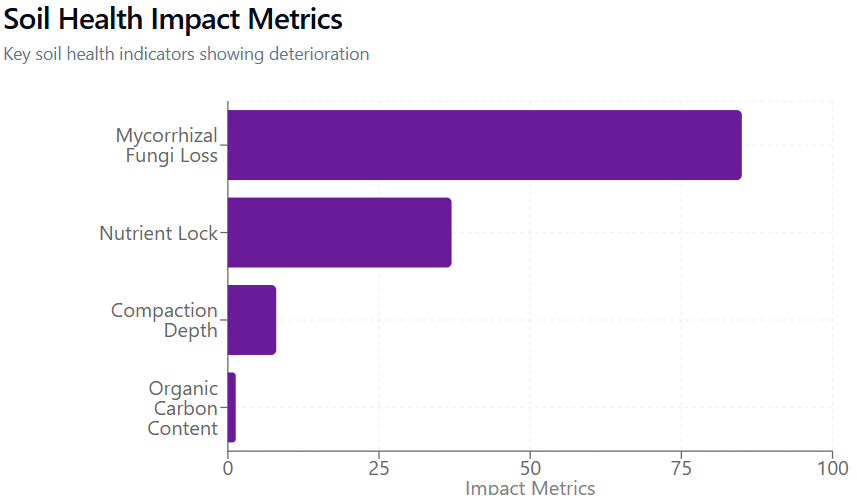 Soil Health Impact Metrics
Key soil health indicators showing deterioration
Mycorrhizal
Fungi Loss
Nutrient Lock
Compaction
Depth
Organic
Carbon
Content
0 25 50 75 100
Impact Metrics